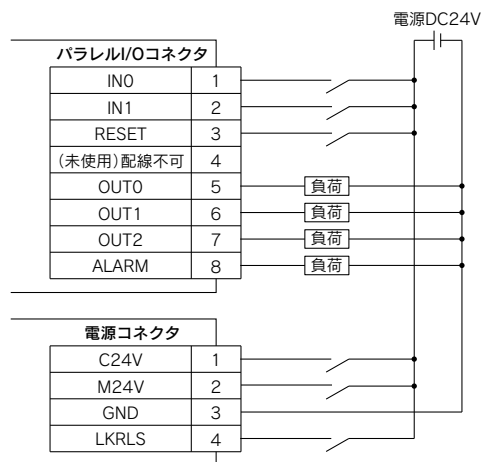 電源DC24V
パラレルI/Oコネクタ
IN0 1
IN1 2
RESET 3
(未使用)配線不可 4
OUT0 5 負荷
OUT1 6 負荷
OUT2 7 負荷
ALARM 8 負荷
電源コネクタ
C24V 1
M24V 2
GND 3
LKRLS 4